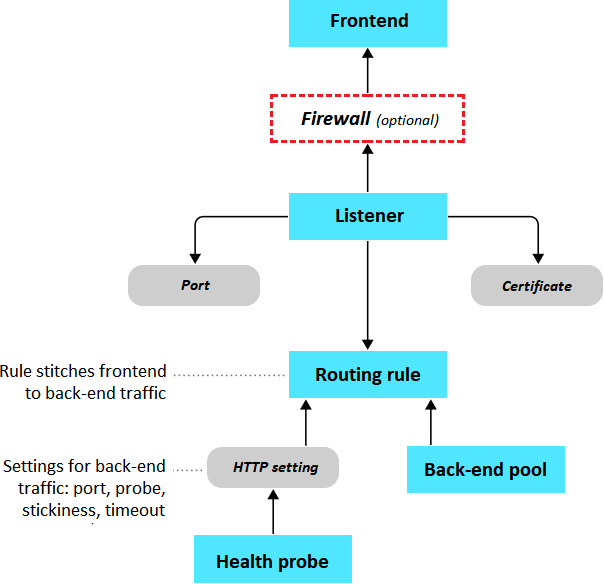 Frontend
Firewall (optional)
Listener
Port
Certificate
Rule stitches frontend
to back-end traffic
Routing rule
Settings for back-end
traffic: port, probe,
stickiness, timeout
HTTP setting
Back-end pool
Health probe